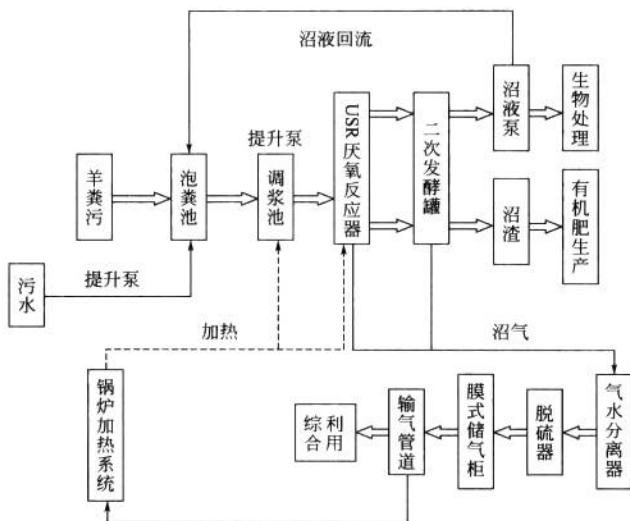 沼液回流
沼液泵
生物处理
USR厌氧反应器
二次发酵罐
提升泵
羊粪污
泡粪池
调浆池
沼渣
有机肥生产
污水
提升泵
加热
沼气
锅炉加热系统
综合利用
输气管道
膜式储气柜
脱硫器
气水分离器